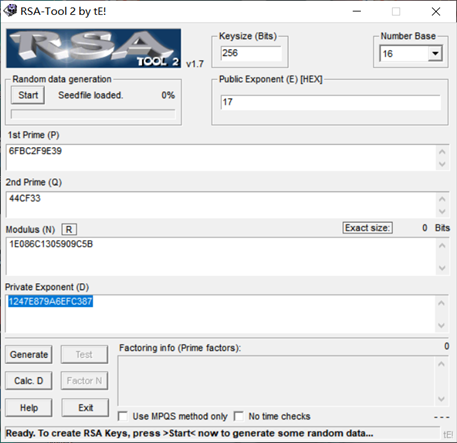 RSA-Tool 2 by tE!
RSA
TOOL 2
v1.7
Keysize (Bits)
256
Number Base
16
Random data generation
Start
Seedfile loaded.
0%
Public Exponent (E) [HEX]
17
1st Prime (P)
6FBC2F9E39
2nd Prime (Q)
44CF33
Modulus (N)
R
Exact size:
0
Bits
1E086C1305909C5B
Private Exponent (D)
1247E879A6EFC387
Generate
Test
Calc. D
Factor N
Help
Exit
Factoring info (Prime factors):
0
Use MPQS method only
No time checks
---
Ready. To create RSA Keys, press >Start< now to generate some random data...
tE!